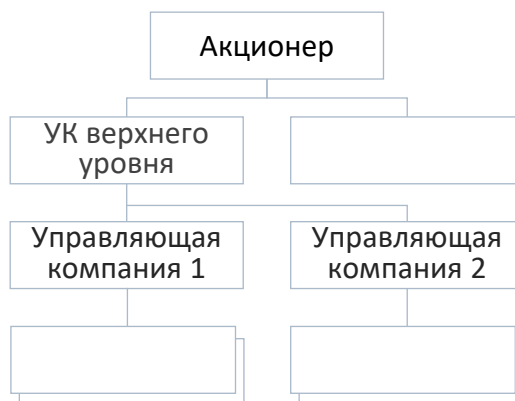 Акционер
УК верхнего
уровня
Управляющая
компания 1
Управляющая
компания 2